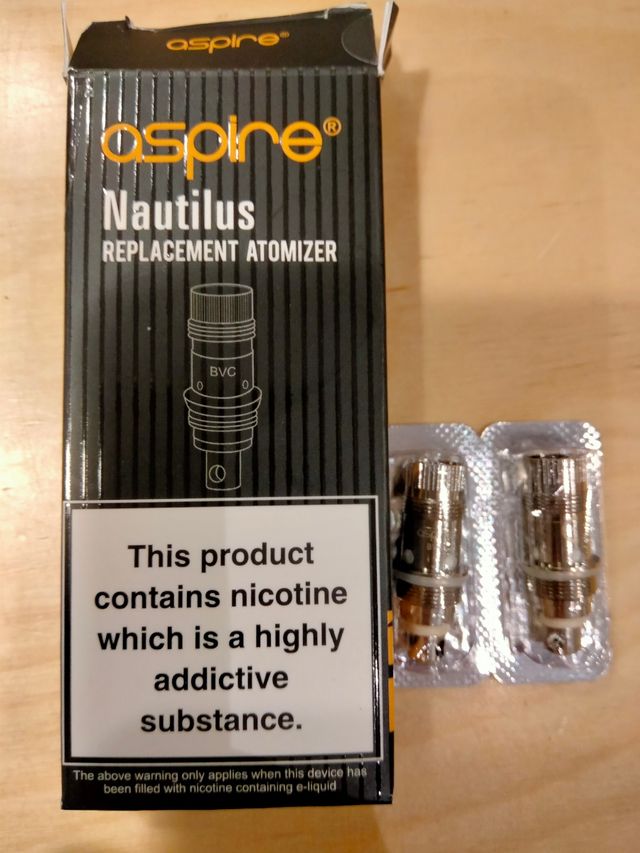 aspire®
aspire®
Nautilus
REPLACEMENT ATOMIZER
BVC
This product
contains nicotine
which is a highly
addictive
substance.
The above warning only applies when this device has
been filled with nicotine containing e-liquid